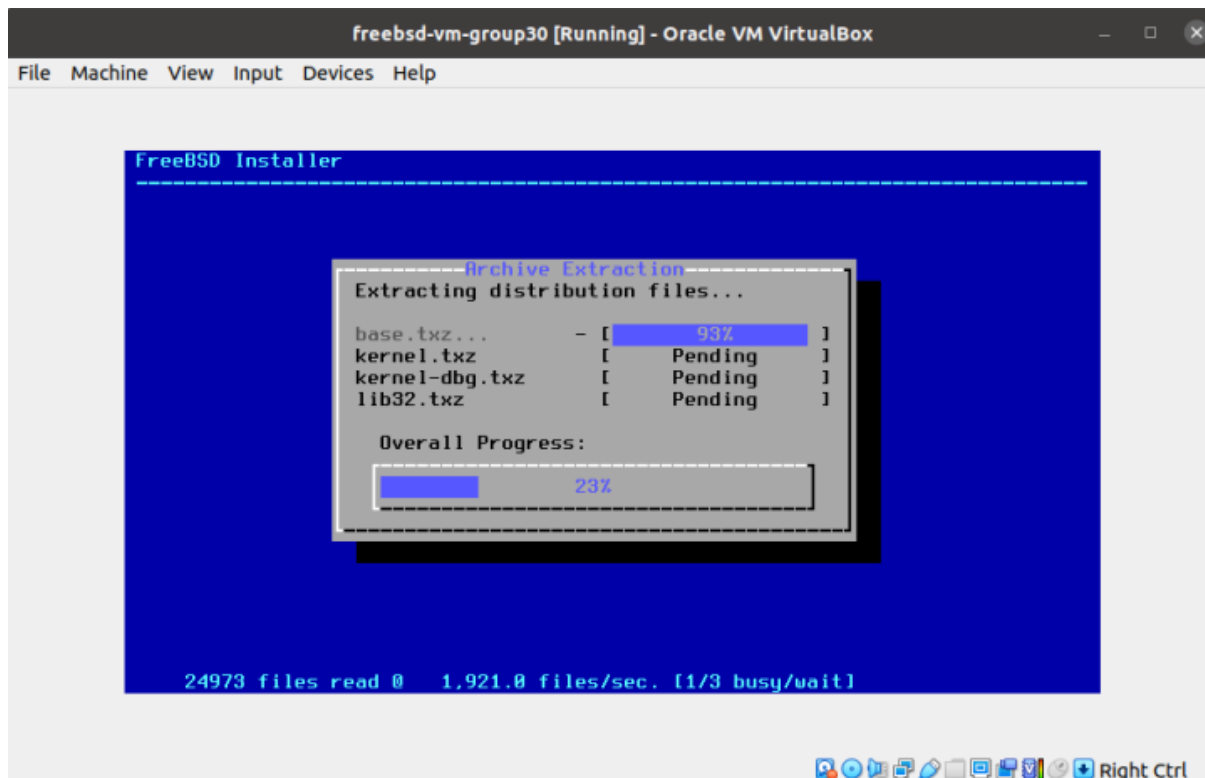 freebsd-vm-group30 [Running] - Oracle VM VirtualBox
File Machine View Input Devices Help
FreeBSD Installer
Archive Extraction
Extracting distribution files...
base.txz... - [ 93% ]
kernel.txz [ Pending ]
kernel-dbg.txz [ Pending ]
lib32.txz [ Pending ]
Overall Progress:
23%
24973 files read @ 1,921.0 files/sec. [1/3 busy/wait]
Right Ctrl